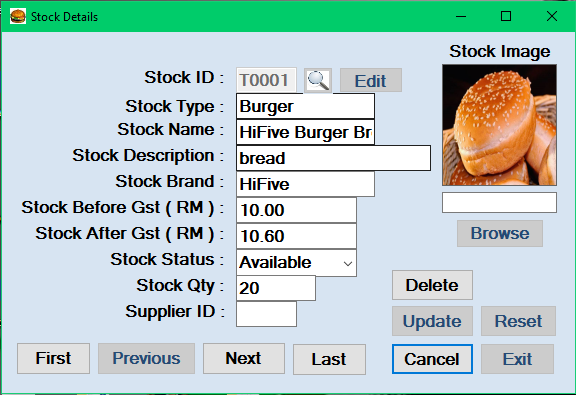 Stock Details
Stock Image
Stock ID : T0001 Edit
Stock Type : Burger
Stock Name : HiFive Burger Br
Stock Description : bread
Stock Brand : HiFive
Stock Before Gst ( RM ) : 10.00
Stock After Gst ( RM ) : 10.60
Browse
Stock Status : Available
Stock Qty : 20
Delete
Supplier ID :
Update Reset
First Previous Next Last Cancel Exit